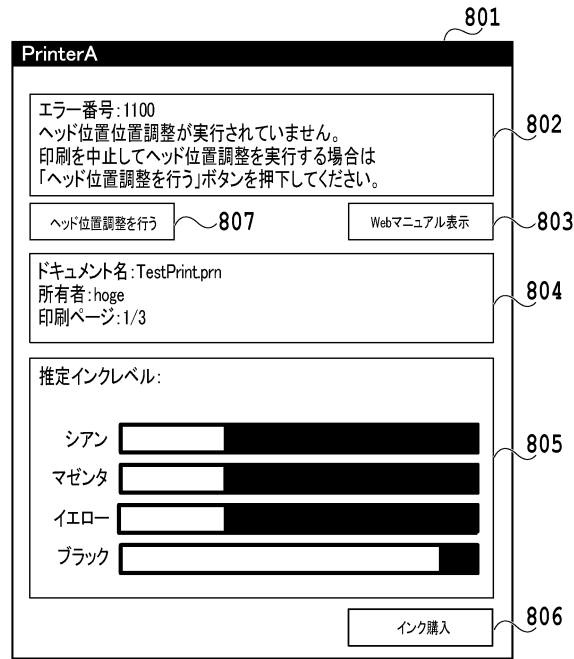 801
PrinterA
エラー番号:1100
ヘッド位置位置調整が実行されていません。
印刷を中止してヘッド位置調整を実行する場合は
「ヘッド位置調整を行う」ボタンを押下してください。
802
ヘッド位置調整を行う
807
Webマニュアル表示
803
ドキュメント名:TestPrint.prn
所有者:hoge
印刷ページ:1/3
804
推定インクレベル:
シアン
マゼンタ
イエロー
ブラック
805
インク購入
806